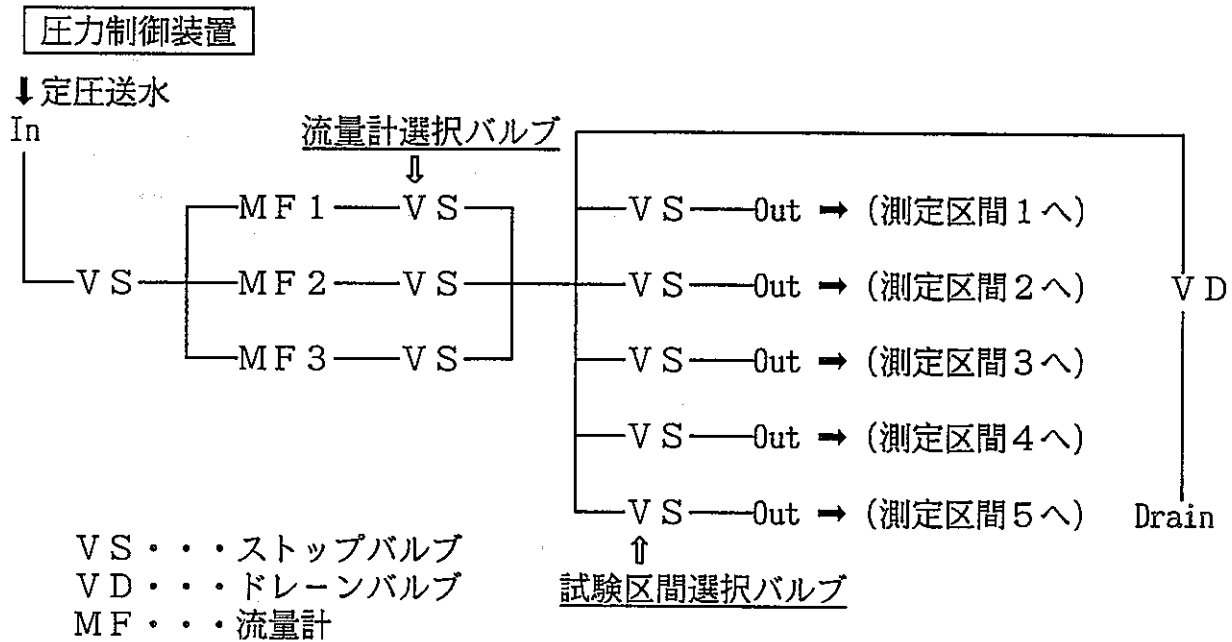 圧力制御装置
⬇定圧送水
In
流量計選択バルブ
⇩
MF1 VS VS Out ➡ (測定区間1へ)
VS MF2 VS VS Out ➡ (測定区間2へ) VD
MF3 VS VS Out ➡ (測定区間3へ)
VS Out ➡ (測定区間4へ)
VS Out ➡ (測定区間5へ) Drain
⇧
試験区間選択バルブ
VS・・・ストップバルブ
VD・・・ドレーンバルブ
MF・・・流量計